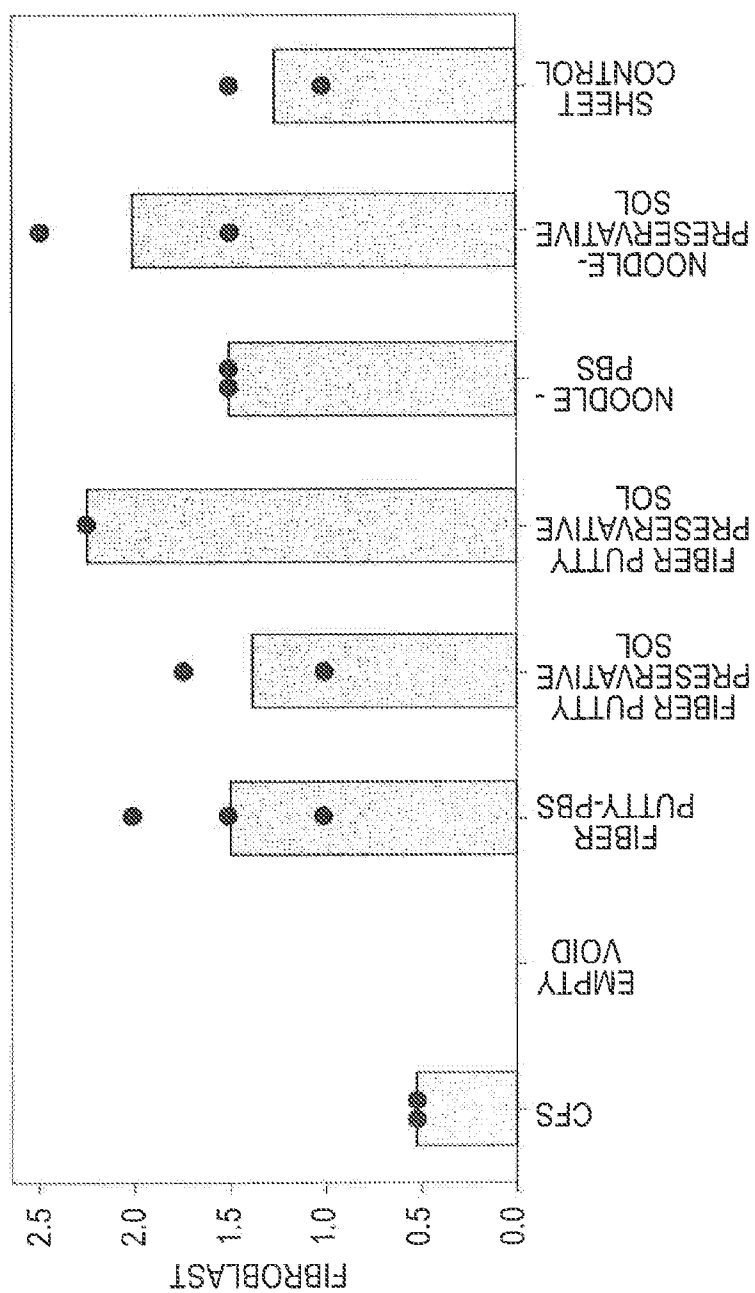 FIBROBLAST
2.5
2.0
1.5
1.0
0.5
0.0
CFS
EMPTY
VOID
FIBER
PUTTY-PBS
FIBER PUTTY
PRESERVATIVE
SOL
FIBER PUTTY
PRESERVATIVE
SOL
NOODLE -
PBS
NOODLE-
PRESERVATIVE
SOL
SHEET
CONTROL